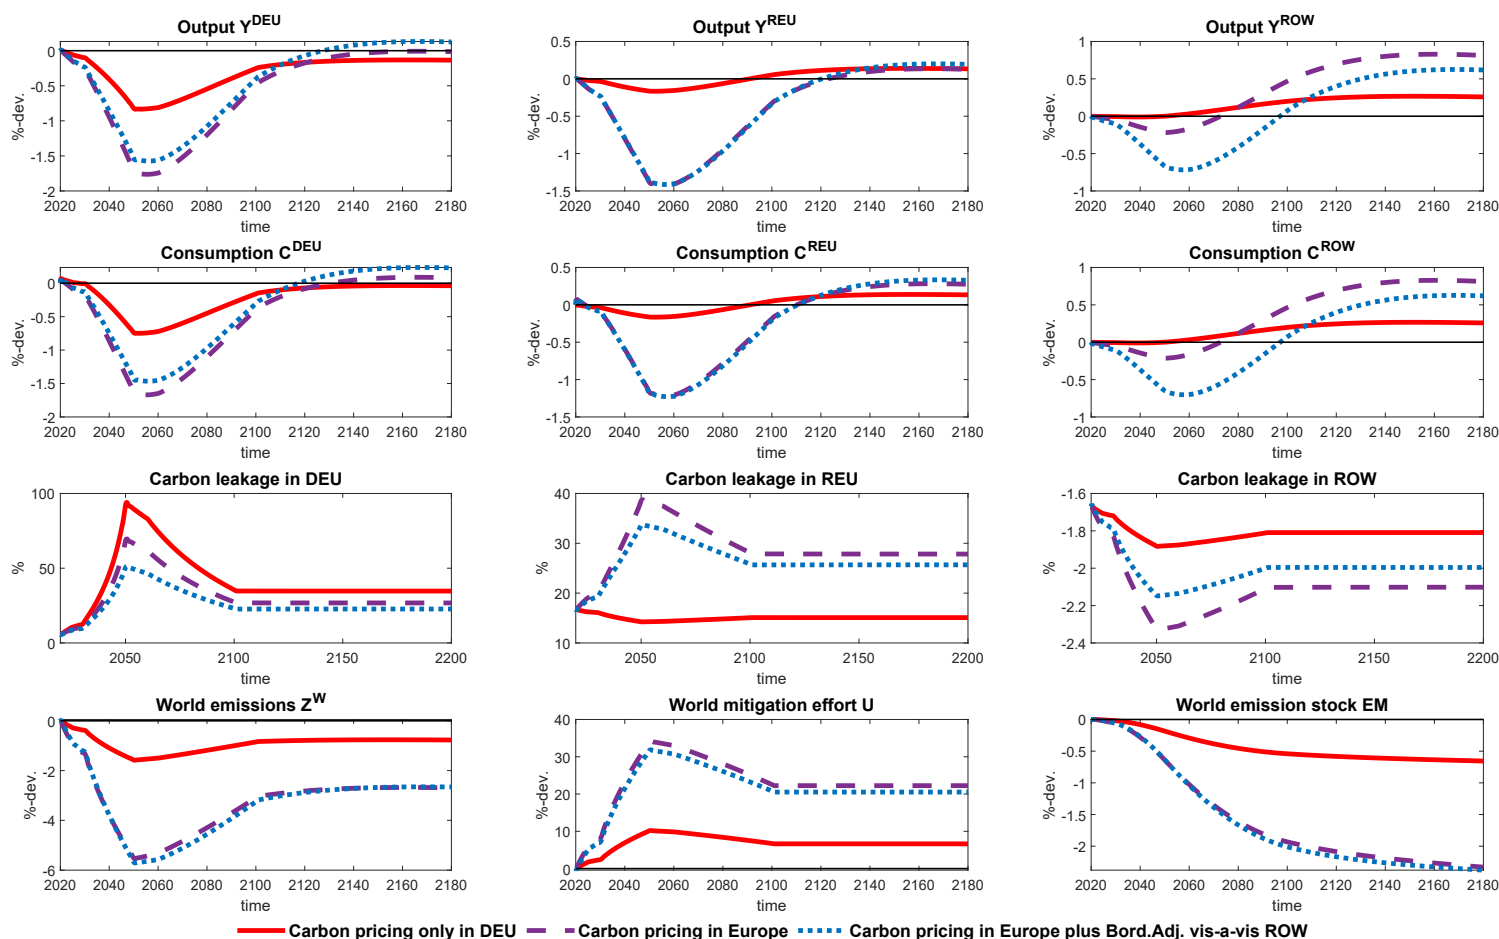 Output Y^DEU
Output Y^REU
Output Y^ROW
%-dev.
0
-0.5
-1
-1.5
-2
2020 2040 2060 2080 2100 2120 2140 2160 2180
time
0.5
0
-0.5
-1
-1.5
2020 2040 2060 2080 2100 2120 2140 2160 2180
time
%-dev.
1
0.5
0
-0.5
-1
2020 2040 2060 2080 2100 2120 2140 2160 2180
time
Consumption C^DEU
Consumption C^REU
Consumption C^ROW
%-dev.
0
-0.5
-1
-1.5
-2
2020 2040 2060 2080 2100 2120 2140 2160 2180
time
%-dev.
0.5
0
-0.5
-1
-1.5
2020 2040 2060 2080 2100 2120 2140 2160 2180
time
%-dev.
1
0.5
0
-0.5
-1
2020 2040 2060 2080 2100 2120 2140 2160 2180
time
%-dev.
Carbon leakage in DEU
Carbon leakage in REU
Carbon leakage in ROW
%
100
50
0
2050 2100 2150 2200
time
%
40
30
20
10
2050 2100 2150 2200
time
%
-1.6
-1.8
-2
-2.2
-2.4
2050 2100 2150 2200
time
World emissions Z^W
World mitigation effort U
World emission stock EM
%-dev.
0
-2
-4
-6
2020 2040 2060 2080 2100 2120 2140 2160 2180
time
%-dev.
40
30
20
10
0
2020 2040 2060 2080 2100 2120 2140 2160 2180
time
%-dev.
0
-0.5
-1
-1.5
-2
2020 2040 2060 2080 2100 2120 2140 2160 2180
time
Carbon pricing only in DEU
Carbon pricing in Europe
Carbon pricing in Europe plus Bord.Adj. vis-a-vis ROW